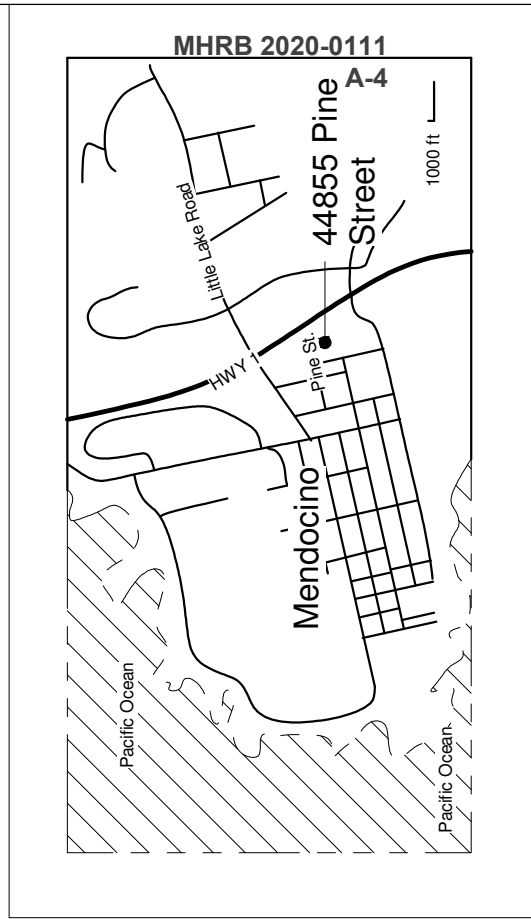 MHRB 2020-0111
A-4
44855 Pine
Street
1000 ft
Little Lake Road
HWY 1
Pine St.
Mendocino
Pacific Ocean
Pacific Ocean